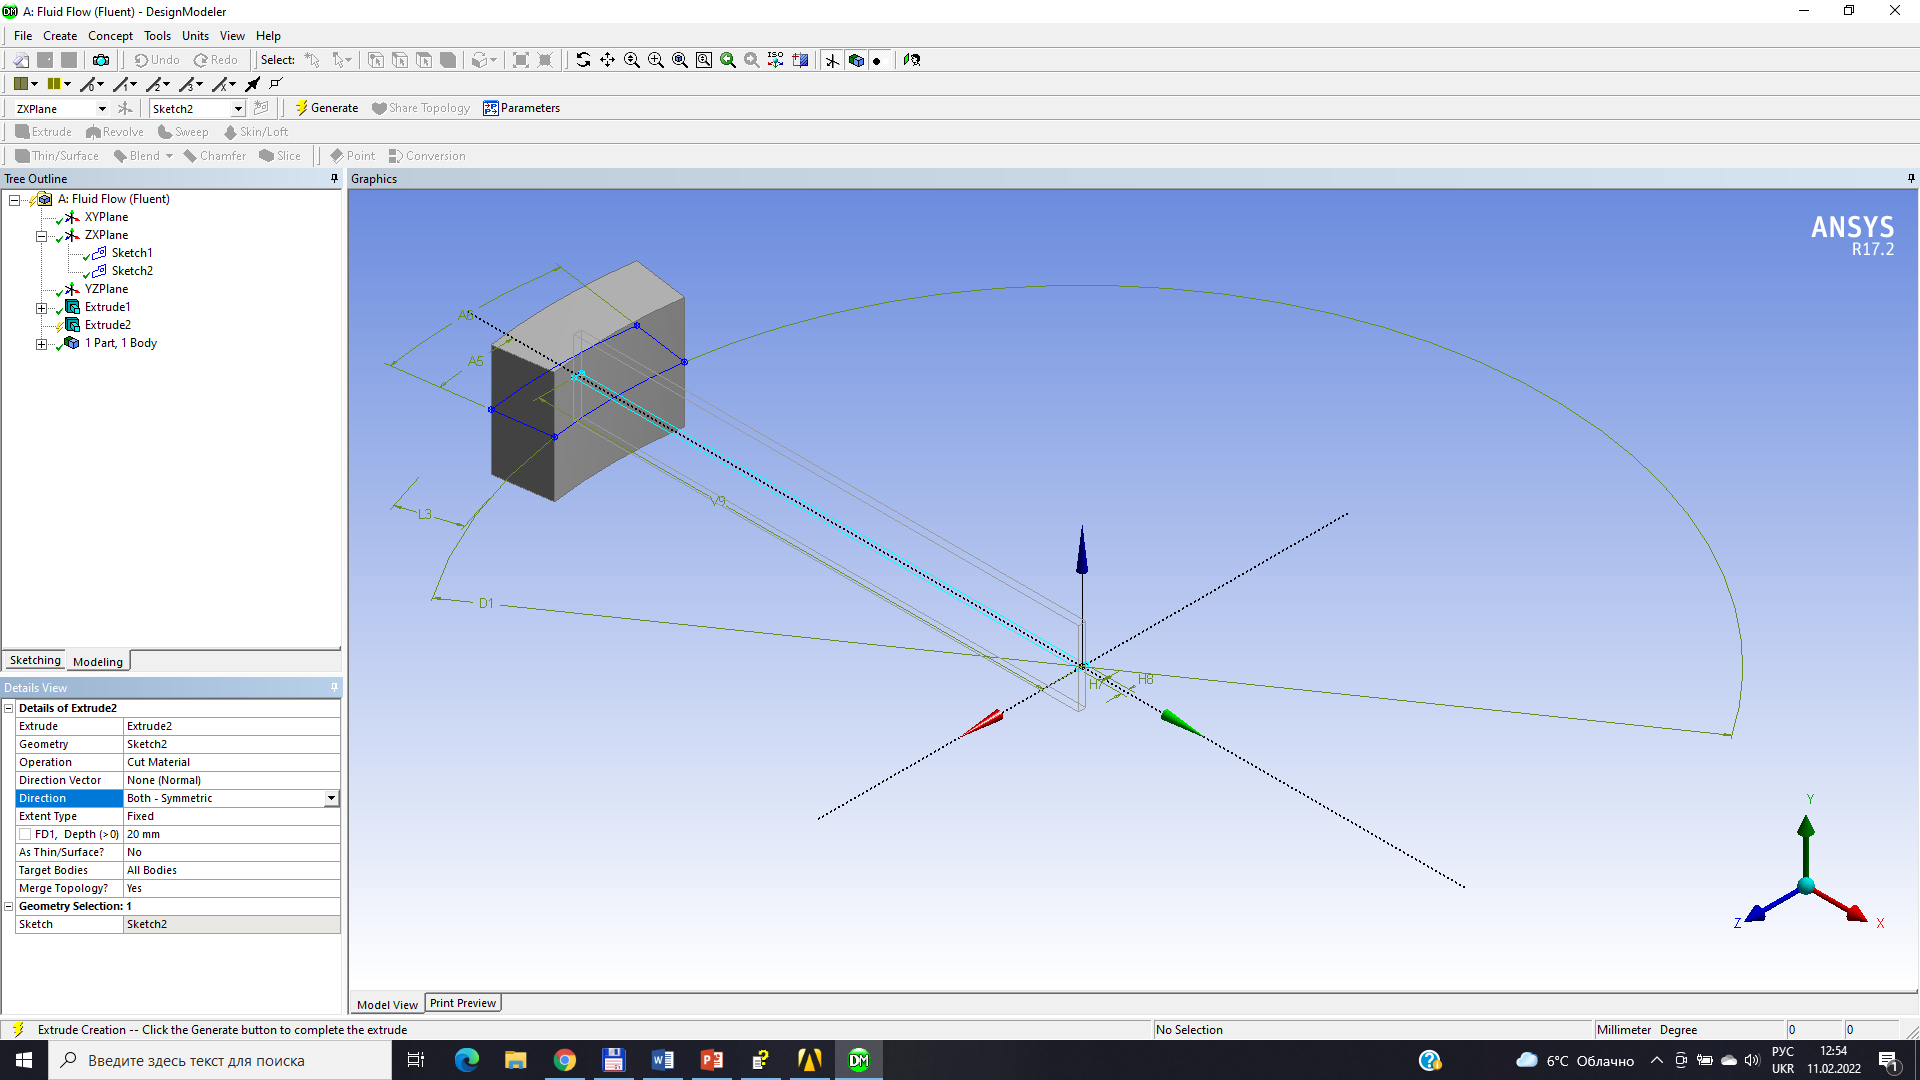 A: Fluid Flow (Fluent) - DesignModeler
File Create Concept Tools Units View Help
Undo Redo Select: ISO
ZXPlane Sketch2 Generate Share Topology Parameters
Extrude Revolve Sweep Skin/Loft
Thin/Surface Blend Chamfer Slice Point Conversion
Tree Outline
A: Fluid Flow (Fluent)
XYPlane
ZXPlane
Sketch1
Sketch2
YZPlane
Extrude1
Extrude2
1 Part, 1 Body
Sketching Modeling
Details View
Details of Extrude2
Extrude Extrude2
Geometry Sketch2
Operation Cut Material
Direction Vector None (Normal)
Direction Both - Symmetric
Extent Type Fixed
FD1, Depth (>0) 20 mm
As Thin/Surface? No
Target Bodies All Bodies
Merge Topology? Yes
Geometry Selection: 1
Sketch Sketch2
Graphics
ANSYS
R17.2
A5
L3
V9
D1
H7
H8
Y
Z
X
Model View Print Preview
Extrude Creation -- Click the Generate button to complete the extrude No Selection Millimeter Degree 0 0
Введите здесь текст для поиска
6°C Облачно
РУС
UKR
12:54
11.02.2022
1